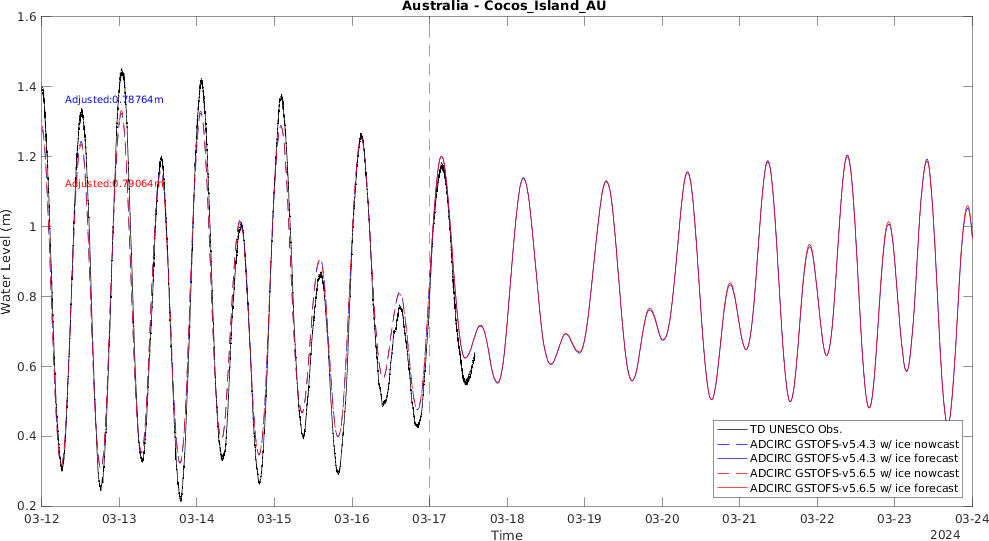 Australia - Cocos_Island_AU
1.6
1.4
1.2
1
0.8
0.6
0.4
0.2
Water Level (m)
Adjusted:0.78764m
Adjusted:0.79064m
TD UNESCO Obs.
ADCIRC GSTOFS-v5.4.3 w/ ice nowcast
ADCIRC GSTOFS-v5.4.3 w/ ice forecast
ADCIRC GSTOFS-v5.6.5 w/ ice nowcast
ADCIRC GSTOFS-v5.6.5 w/ ice forecast
03-12 03-13 03-14 03-15 03-16 03-17 03-18 03-19 03-20 03-21 03-22 03-23 03-24
Time
2024